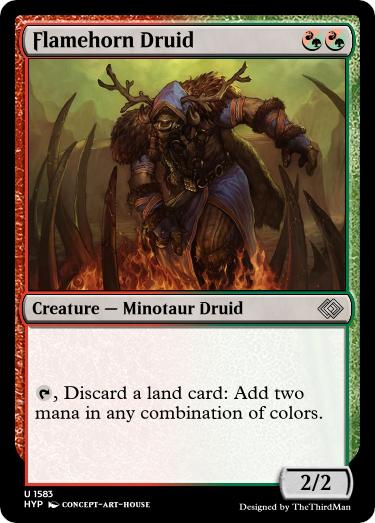 Flamehorn Druid
Creature — Minotaur Druid
, Discard a land card: Add two
mana in any combination of colors.
2/2
U 1583
HYP CONCEPT-ART-HOUSE
Designed by TheThirdMan